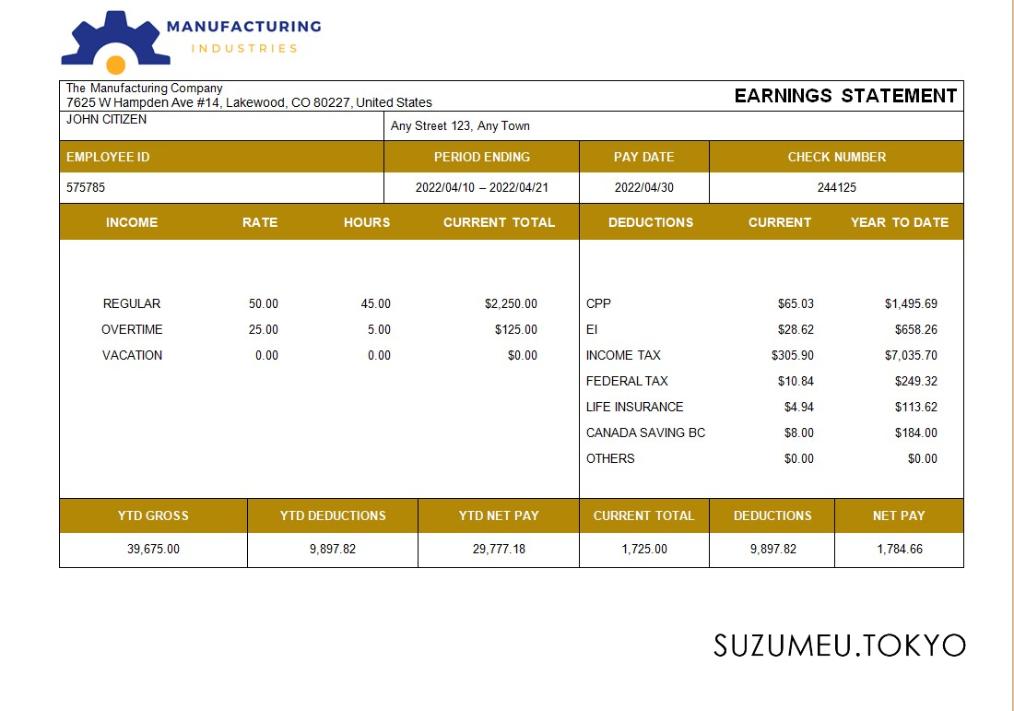 MANUFACTURING
INDUSTRIES
The Manufacturing Company
7625 W Hampden Ave #14, Lakewood, CO 80227, United States
EARNINGS STATEMENT
JOHN CITIZEN
Any Street 123, Any Town
EMPLOYEE ID PERIOD ENDING PAY DATE CHECK NUMBER
575785 2022/04/10 – 2022/04/21 2022/04/30 244125
INCOME RATE HOURS CURRENT TOTAL DEDUCTIONS CURRENT YEAR TO DATE
REGULAR 50.00 45.00 $2,250.00 CPP $65.03 $1,495.69
OVERTIME 25.00 5.00 $125.00 EI $28.62 $658.26
VACATION 0.00 0.00 $0.00 INCOME TAX $305.90 $7,035.70
FEDERAL TAX $10.84 $249.32
LIFE INSURANCE $4.94 $113.62
CANADA SAVING BC $8.00 $184.00
OTHERS $0.00 $0.00
YTD GROSS YTD DEDUCTIONS YTD NET PAY CURRENT TOTAL DEDUCTIONS NET PAY
39,675.00 9,897.82 29,777.18 1,725.00 9,897.82 1,784.66
SUZUMEU.TOKYO